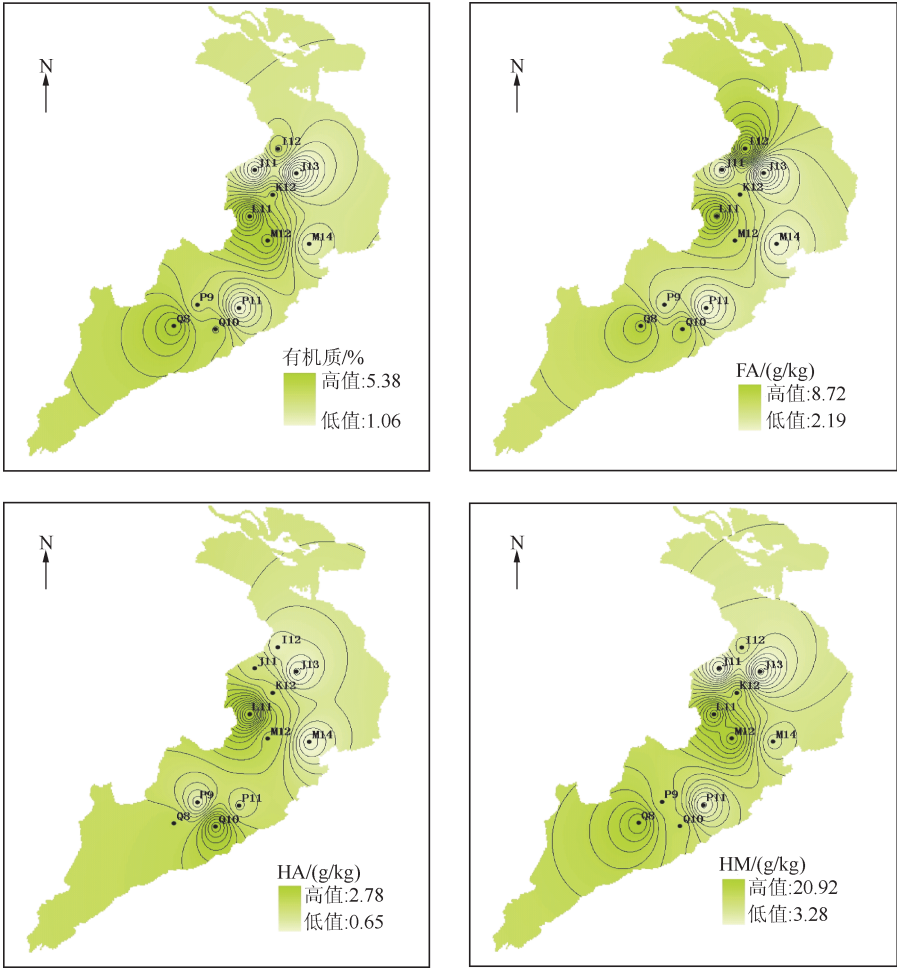 N
I12
J11
J13
K12
L11
M12
M14
P9
P11
Q8
Q10
有机质/%
高值:5.38
低值:1.06
N
I12
J11
J13
K12
L11
M12
M14
P9
P11
Q8
Q10
FA/(g/kg)
高值:8.72
低值:2.19
N
I12
J11
J13
K12
L11
M12
M14
P9
P11
Q8
Q10
HA/(g/kg)
高值:2.78
低值:0.65
N
I12
J11
J13
K12
L11
M12
M14
P9
P11
Q8
Q10
HM/(g/kg)
高值:20.92
低值:3.28